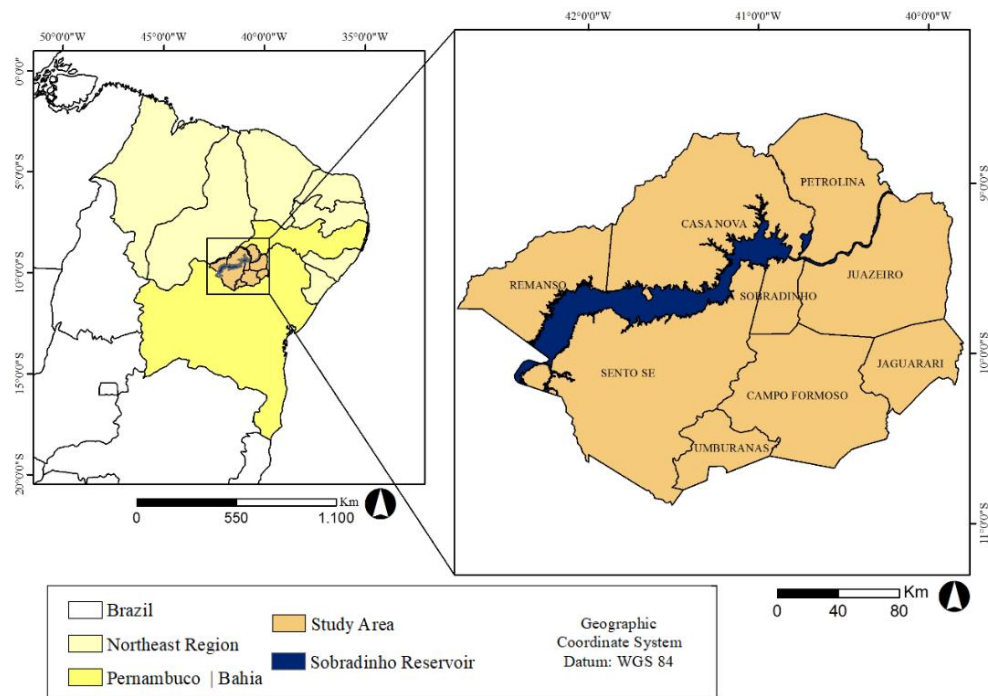 50°0'0"W 45°0'0"W 40°0'0"W 35°0'0"W
0°0'0"
5°0'0"S
10°0'0"S
15°0'0"S
20°0'0"S
Km
0 550 1.100
42°0'0"W 41°0'0"W 40°0'0"W
9°0'0"S
10°0'0"S
11°0'0"S
PETROLINA
CASA NOVA
JUAZEIRO
REMANSO
SOBRADINHO
JAGUARARI
SENTO SE
CAMPO FORMOSO
UMBURANAS
Km
0 40 80
Brazil
Northeast Region
Pernambuco | Bahia
Study Area
Sobradinho Reservoir
Geographic
Coordinate System
Datum: WGS 84